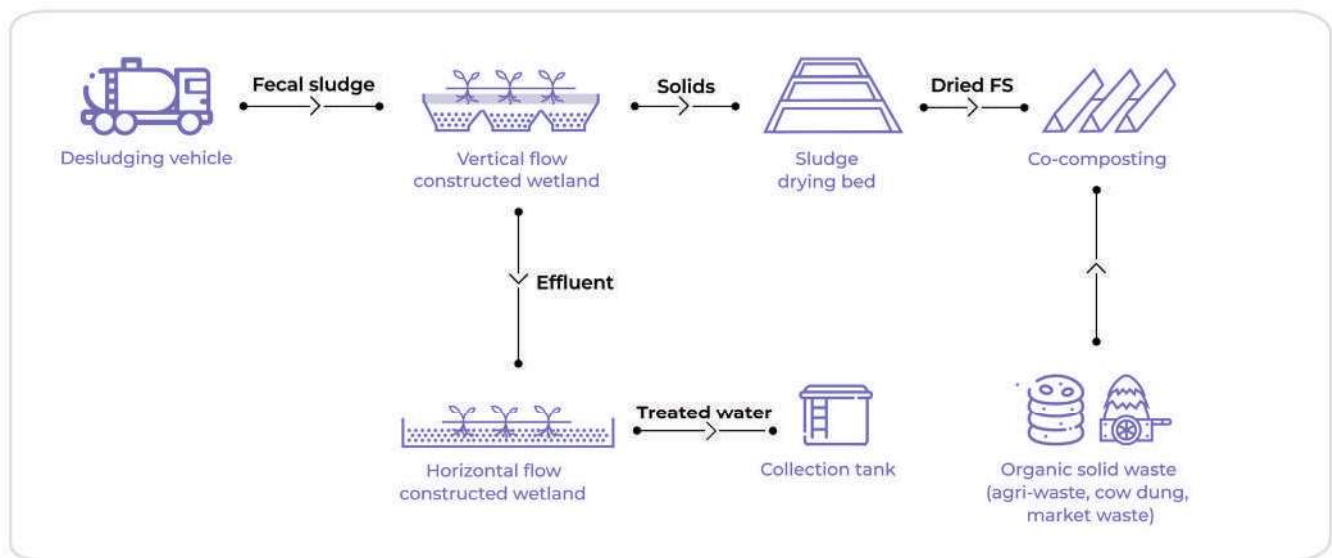 Fecal sludge
Solids
Dried FS
Desludging vehicle
Vertical flow
constructed wetland
Sludge
drying bed
Co-composting
Effluent
Treated water
Horizontal flow
constructed wetland
Collection tank
Organic solid waste
(agri-waste, cow dung,
market waste)